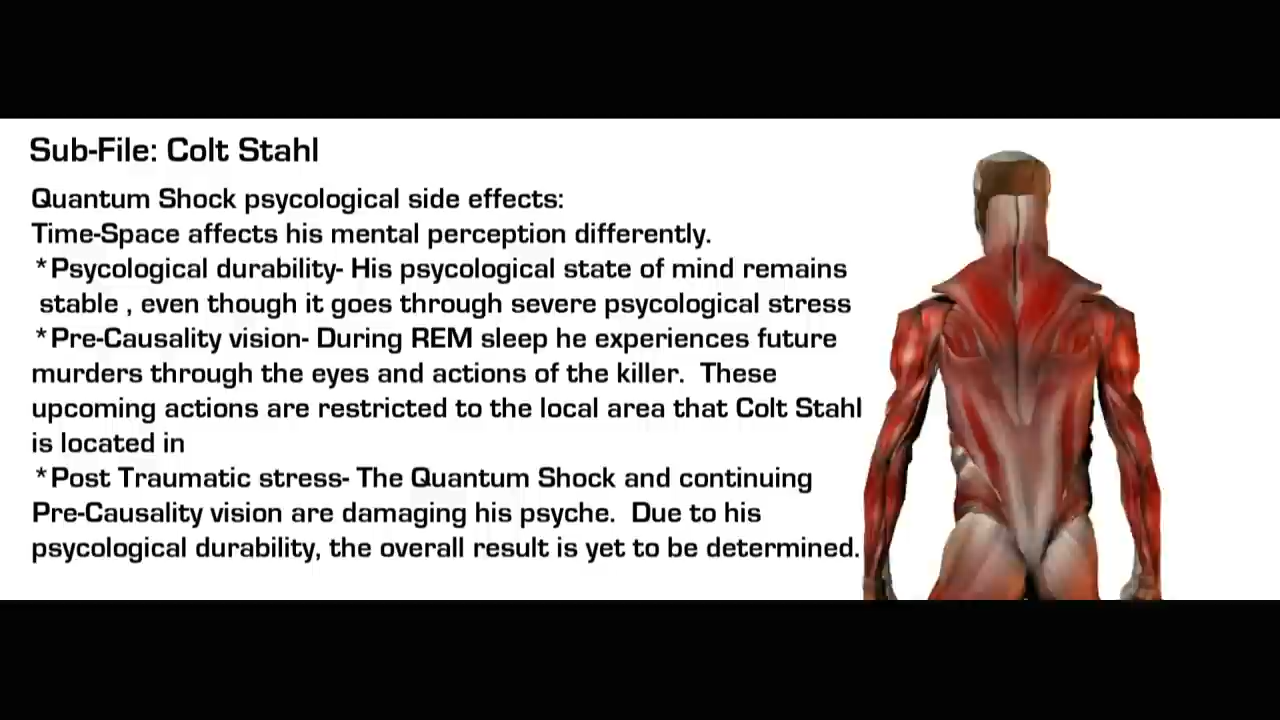 Sub-File: Colt Stahl
Quantum Shock psycological side effects:
Time-Space affects his mental perception differently.
*Psycological durability- His psycological state of mind remains
stable , even though it goes through severe psycological stress
*Pre-Causality vision- During REM sleep he experiences future
murders through the eyes and actions of the killer.  These
upcoming actions are restricted to the local area that Colt Stahl
is located in
*Post Traumatic stress- The Quantum Shock and continuing
Pre-Causality vision are damaging his psyche.  Due to his
psycological durability, the overall result is yet to be determined.